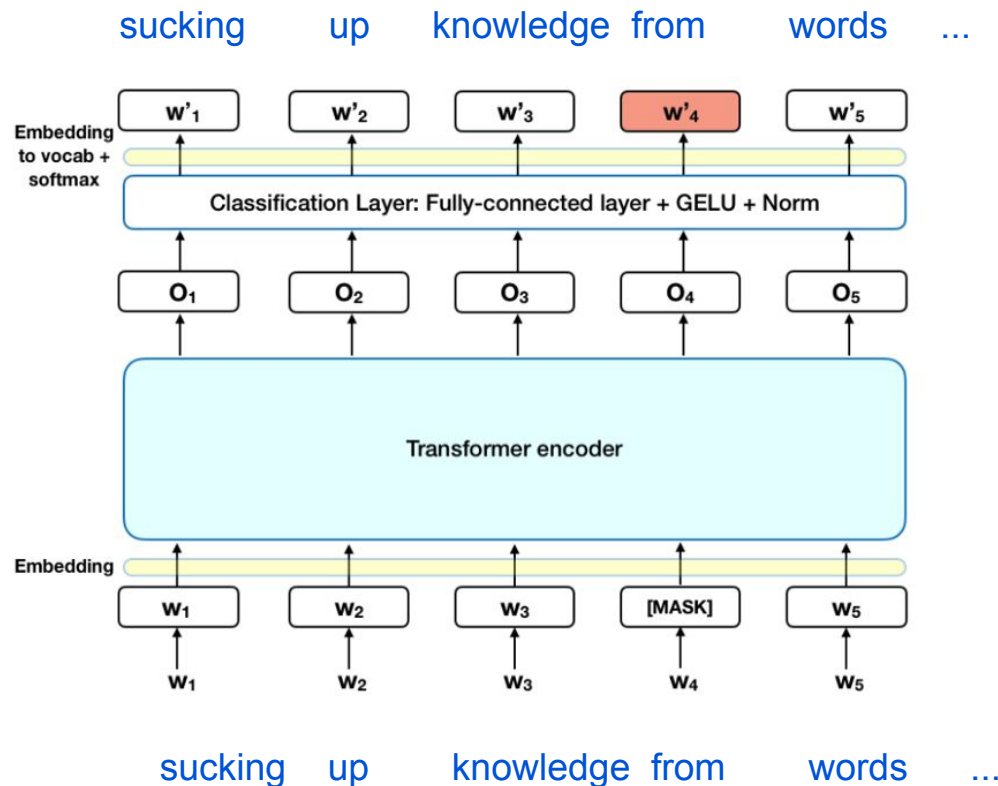 sucking up knowledge from words ...
w'1 w'2 w'3 w'4 w'5
Embedding
to vocab +
softmax
Classification Layer: Fully-connected layer + GELU + Norm
O1 O2 O3 O4 O5
Transformer encoder
Embedding
W1 W2 W3 [MASK] W5
W1 W2 W3 W4 W5
sucking up knowledge from words ...